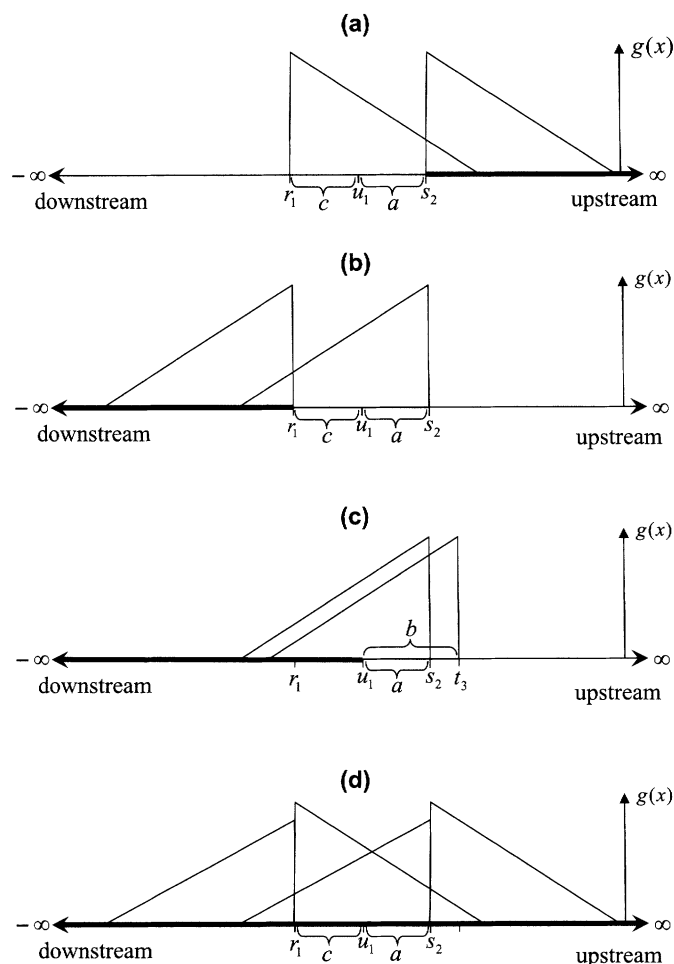 (a)
g(x)
− ∞ ∞
downstream r₁ c u₁ a s₂ upstream
(b)
g(x)
− ∞ ∞
downstream r₁ c u₁ a s₂ upstream
(c)
g(x)
b
− ∞ ∞
downstream r₁ u₁ a s₂ t₃ upstream
(d)
g(x)
− ∞ ∞
downstream r₁ c u₁ a s₂ upstream